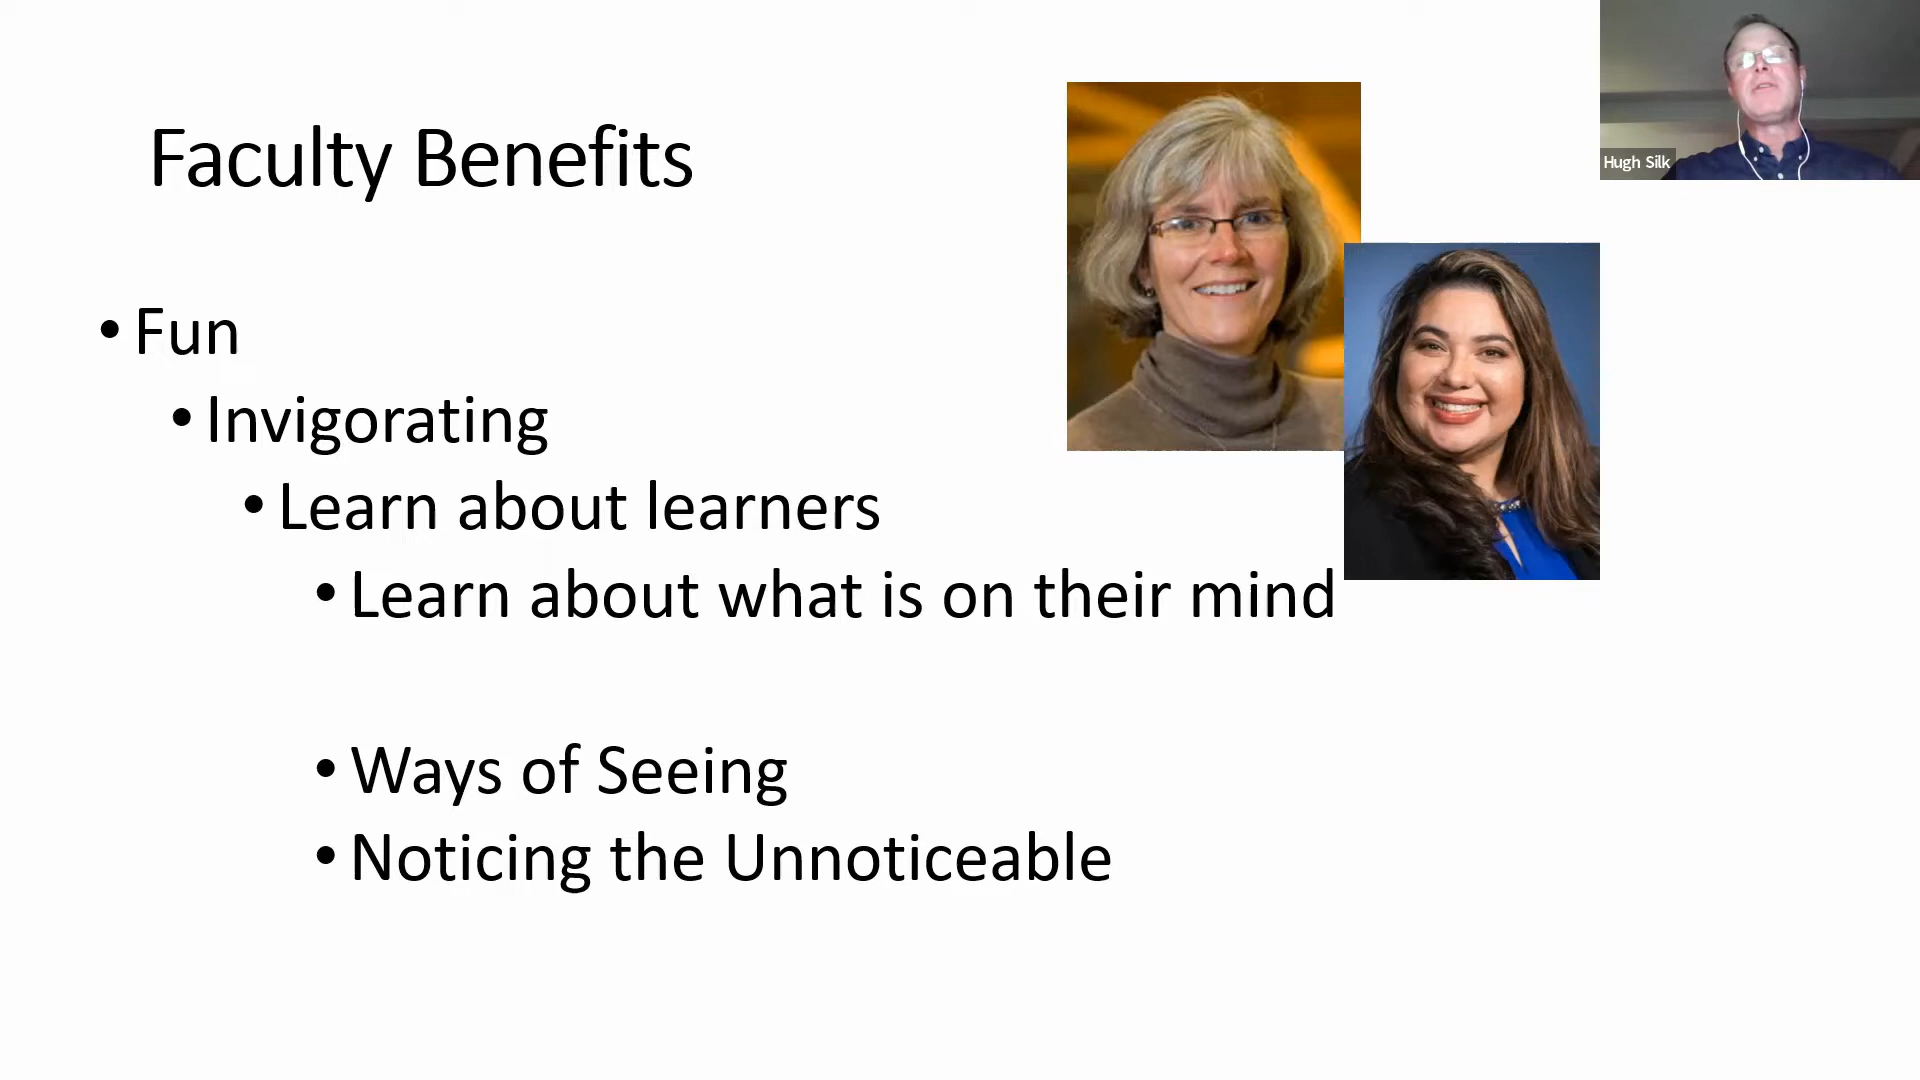 Faculty Benefits
Hugh Silk
• Fun
• Invigorating
• Learn about learners
• Learn about what is on their mind
• Ways of Seeing
• Noticing the Unnoticeable